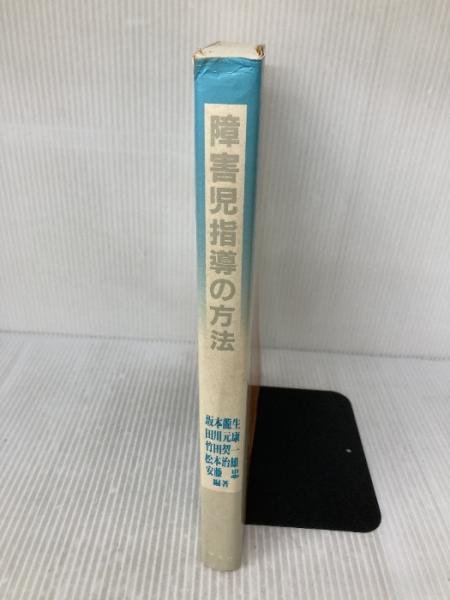 障害児指導の方法
坂本龍生
田川元康
竹田契一
松本治雄
安藤忠
編著